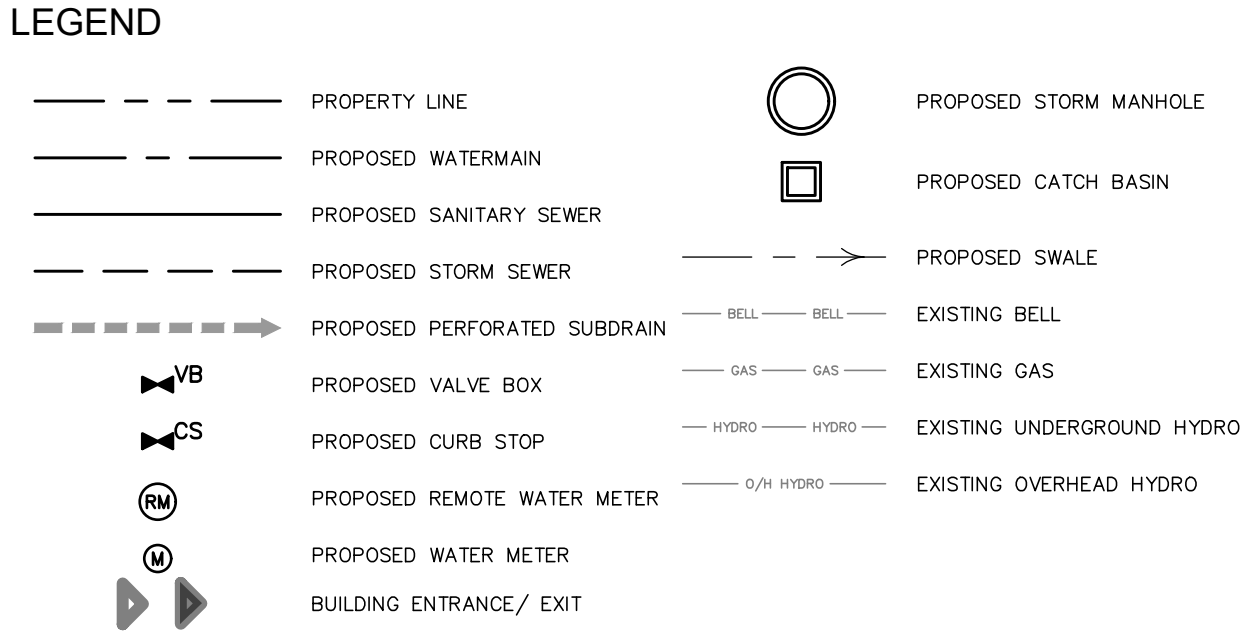 LEGEND
PROPERTY LINE
PROPOSED WATERMAIN
PROPOSED SANITARY SEWER
PROPOSED STORM SEWER
PROPOSED PERFORATED SUBDRAIN
VB PROPOSED VALVE BOX
CS PROPOSED CURB STOP
RM PROPOSED REMOTE WATER METER
M PROPOSED WATER METER
BUILDING ENTRANCE/ EXIT
PROPOSED STORM MANHOLE
PROPOSED CATCH BASIN
PROPOSED SWALE
BELL BELL EXISTING BELL
GAS GAS EXISTING GAS
HYDRO HYDRO EXISTING UNDERGROUND HYDRO
O/H HYDRO EXISTING OVERHEAD HYDRO